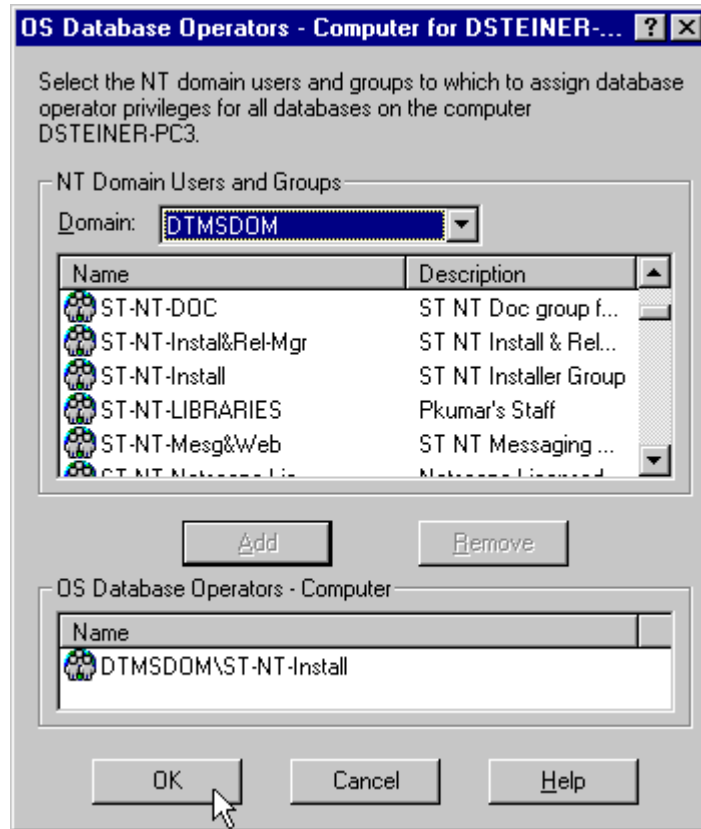 OS Database Operators - Computer for DSTEINER-...
Select the NT domain users and groups to which to assign database
operator privileges for all databases on the computer
DSTEINER-PC3.
NT Domain Users and Groups
Domain: DTMSDOM
Name Description
ST-NT-DOC ST NT Doc group f...
ST-NT-Instal&Rel-Mgr ST NT Install & Rel...
ST-NT-Install ST NT Installer Group
ST-NT-LIBRARIES Pkumar's Staff
ST-NT-Mesg&Web ST NT Messaging ...
Add Remove
OS Database Operators - Computer
Name
DTMSDOM\ST-NT-Install
OK Cancel Help